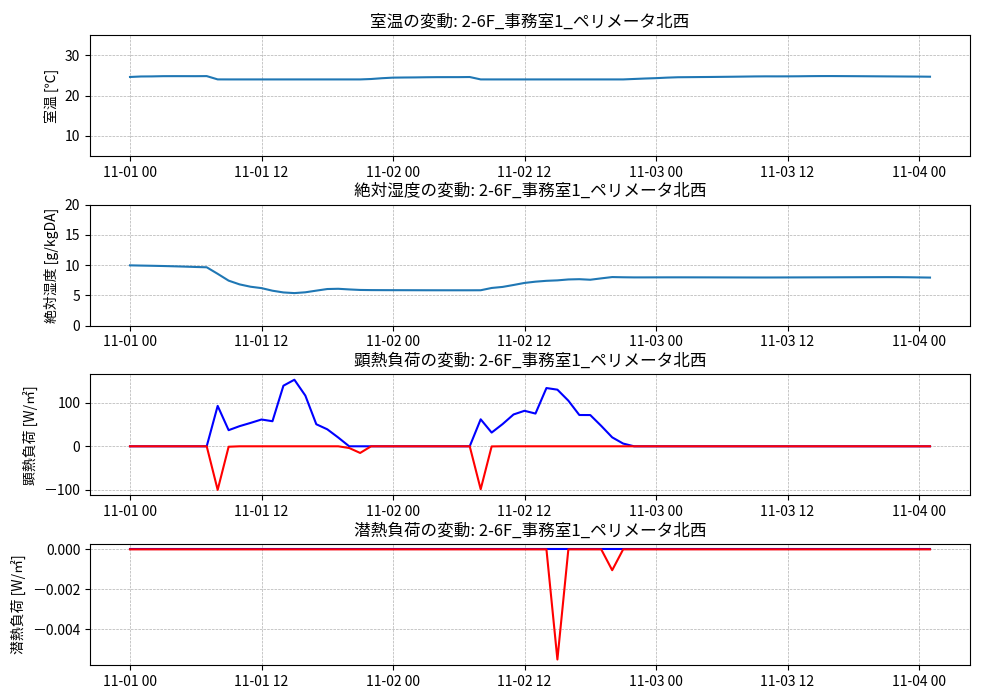 室温の変動: 2-6F_事務室1_ペリメータ北西
室温 [℃]
30
20
10
11-01 00 11-01 12 11-02 00 11-02 12 11-03 00 11-03 12 11-04 00
絶対湿度の変動: 2-6F_事務室1_ペリメータ北西
絶対湿度 [g/kgDA]
20
15
10
5
0
11-01 00 11-01 12 11-02 00 11-02 12 11-03 00 11-03 12 11-04 00
顕熱負荷の変動: 2-6F_事務室1_ペリメータ北西
顕熱負荷 [W/㎡]
100
0
−100
11-01 00 11-01 12 11-02 00 11-02 12 11-03 00 11-03 12 11-04 00
潜熱負荷の変動: 2-6F_事務室1_ペリメータ北西
潜熱負荷 [W/㎡]
0.000
−0.002
−0.004
11-01 00 11-01 12 11-02 00 11-02 12 11-03 00 11-03 12 11-04 00